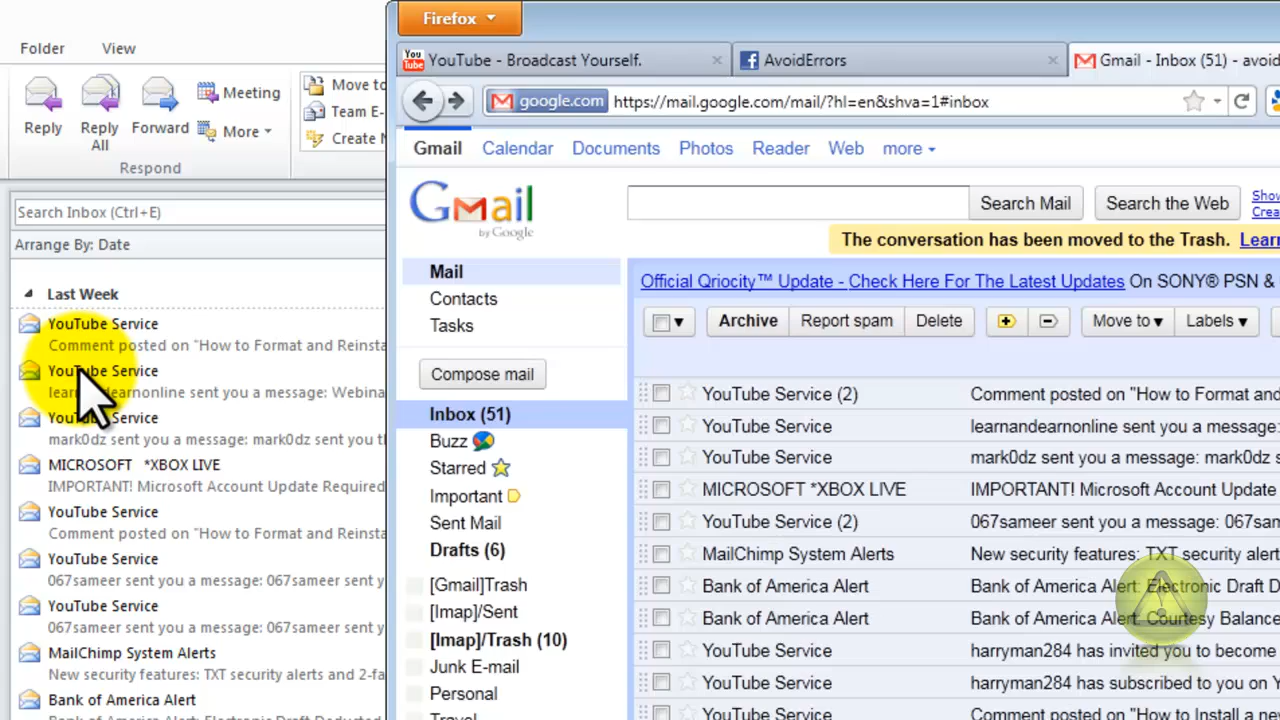 Folder View
Reply
Reply All
Forward
Meeting
More
Respond
Move to
Team E-
Create
Search Inbox (Ctrl+E)
Arrange By: Date
Last Week
YouTube Service
Comment posted on "How to Format and Reinsta
YouTube Service
learnandearnonline sent you a message: Webina
YouTube Service
mark0dz sent you a message: mark0dz sent you t
MICROSOFT *XBOX LIVE
IMPORTANT! Microsoft Account Update Required
YouTube Service
Comment posted on "How to Format and Reinsta
YouTube Service
067sameer sent you a message: 067sameer sent y
YouTube Service
067sameer sent you a message: 067sameer sent y
MailChimp System Alerts
New security features: TXT security alerts and 2-fa
Bank of America Alert
Bank of America Alert: Electronic Draft Deducted
Firefox
YouTube - Broadcast Yourself.
AvoidErrors
Gmail - Inbox (51) - avoid
google.com https://mail.google.com/mail/?hl=en&shva=1#inbox
Gmail Calendar Documents Photos Reader Web more
Gmail
by Google
Search Mail
Search the Web
Show
Crea
The conversation has been moved to the Trash. Learn
Mail
Contacts
Tasks
Compose mail
Inbox (51)
Buzz
Starred
Important
Sent Mail
Drafts (6)
[Gmail]Trash
[Imap]/Sent
[Imap]/Trash (10)
Junk E-mail
Personal
Travel
Official Qriocity™ Update - Check Here For The Latest Updates On SONY® PSN &
Archive Report spam Delete Move to Labels
YouTube Service (2) Comment posted on "How to Format and
YouTube Service learnandearnonline sent you a message:
YouTube Service mark0dz sent you a message: mark0dz
MICROSOFT *XBOX LIVE IMPORTANT! Microsoft Account Update
YouTube Service (2) 067sameer sent you a message: 067sam
MailChimp System Alerts New security features: TXT security alert
Bank of America Alert Bank of America Alert: Electronic Draft D
Bank of America Alert Bank of America Alert: Courtesy Balance
YouTube Service harryman284 has invited you to become
YouTube Service harryman284 has subscribed to you on Y
YouTube Service Comment posted on "How to Install a new